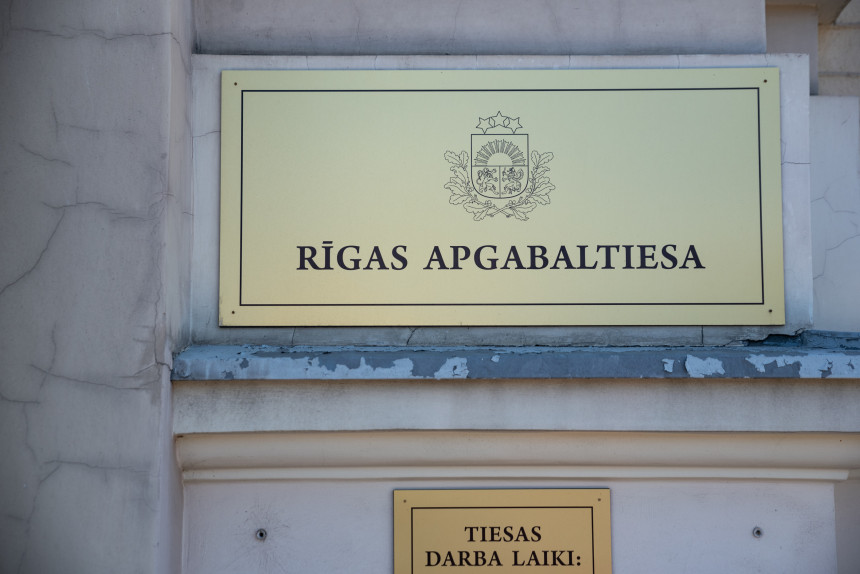 RĪGAS APGABALTIESA
TIESAS
DARBA LAIKI: